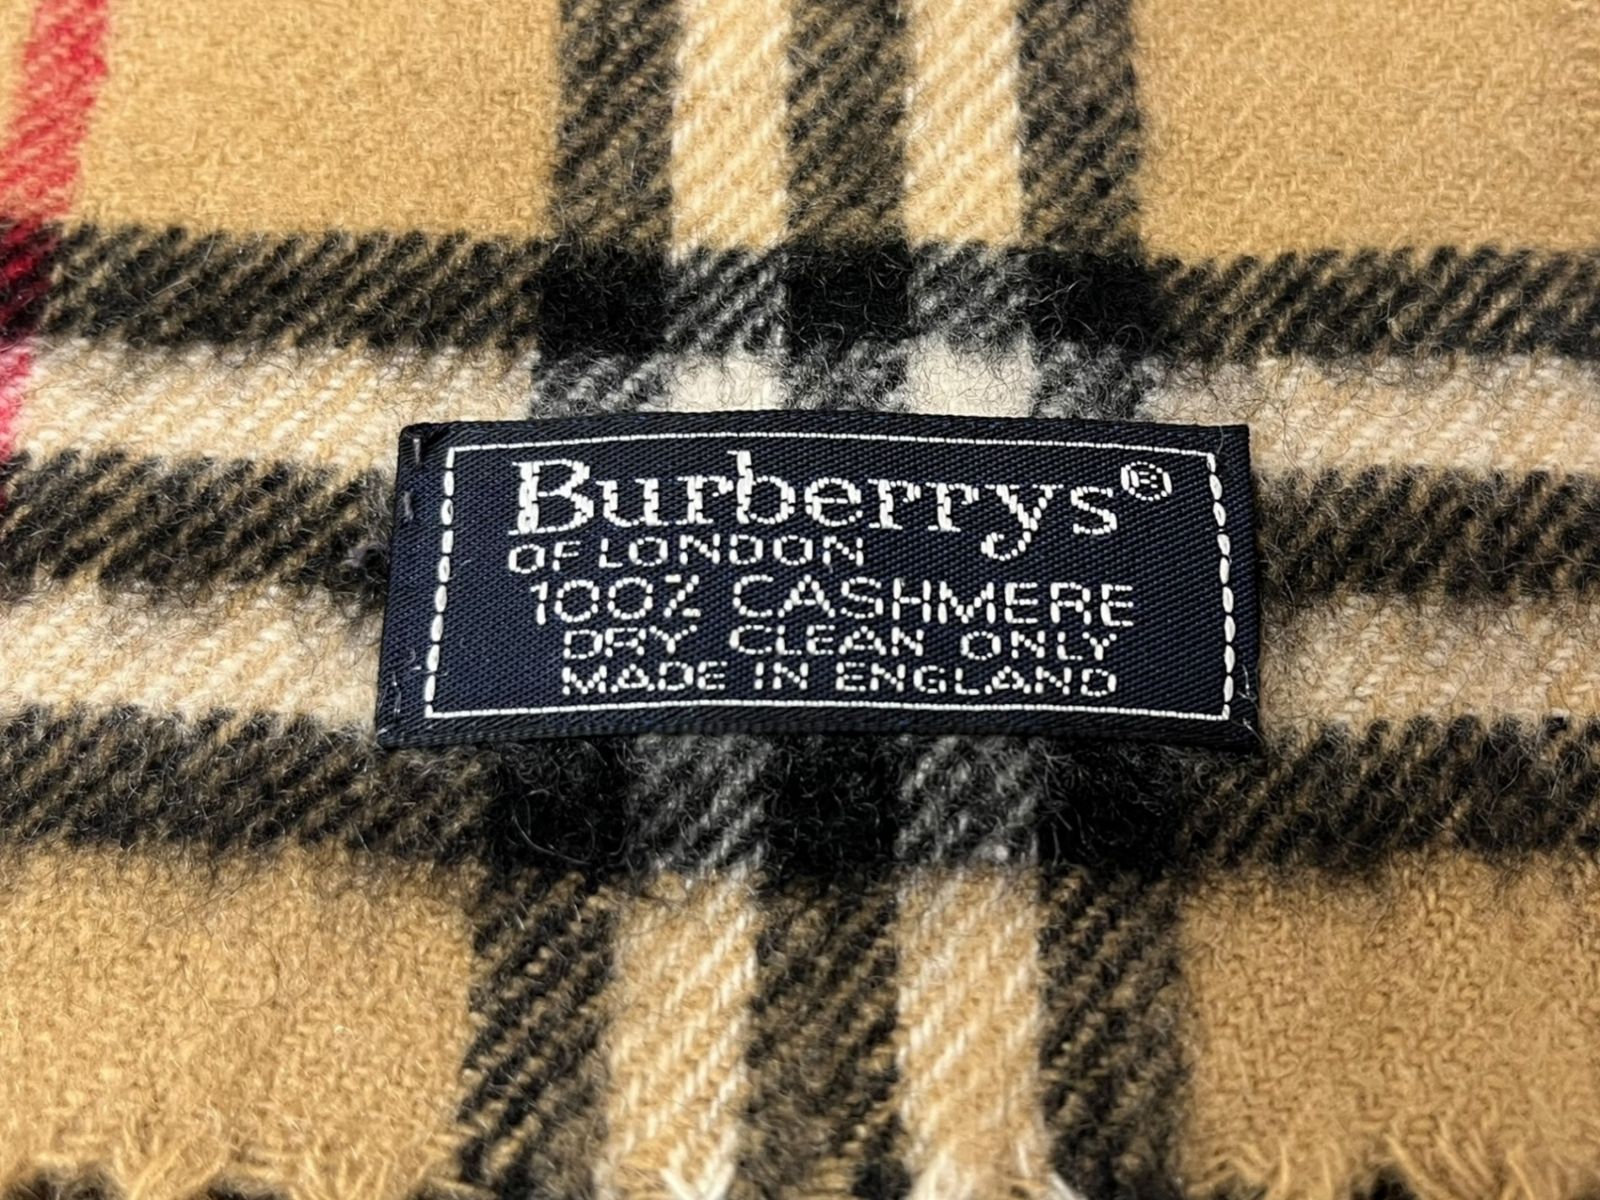 Burberrys®
OF LONDON
100% CASHMERE
DRY CLEAN ONLY
MADE IN ENGLAND